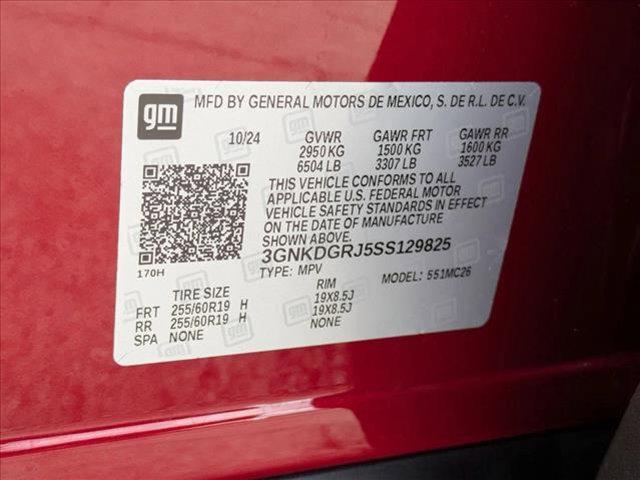 gm MFD BY GENERAL MOTORS DE MEXICO, S. DE R.L. DE C.V.
10/24 GVWR GAWR FRT GAWR RR
2950 KG 1500 KG 1600 KG
6504 LB 3307 LB 3527 LB
THIS VEHICLE CONFORMS TO ALL
APPLICABLE U.S. FEDERAL MOTOR
VEHICLE SAFETY STANDARDS IN EFFECT
ON THE DATE OF MANUFACTURE
SHOWN ABOVE.
3GNKDGRJ5SS129825
170H TYPE: MPV MODEL: 551MC26
TIRE SIZE RIM
FRT 255/60R19 H 19X8.5J
RR 255/60R19 H 19X8.5J
SPA NONE NONE